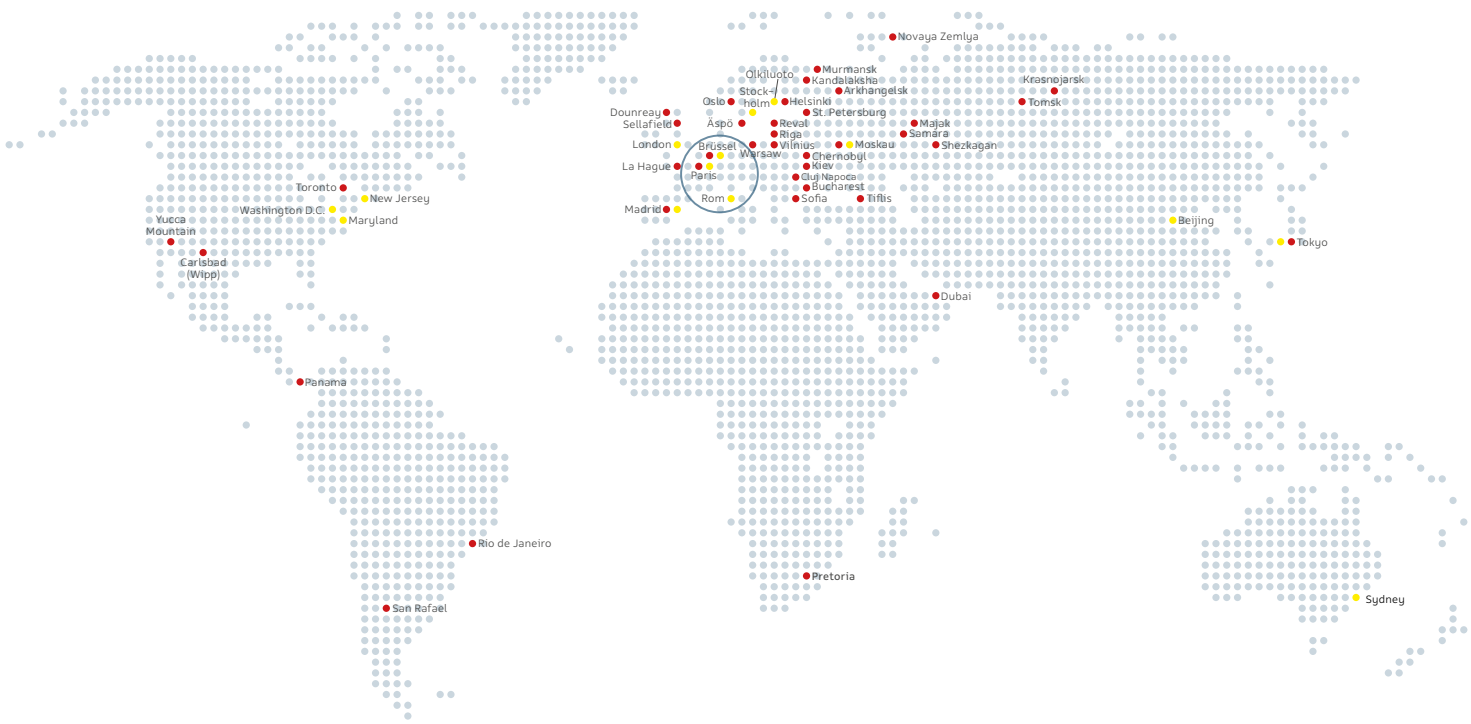 Novaya Zemlya
Murmansk
Olkiluoto
Kandalaksha
Krasnojarsk
Stock-
holm
Arkhangelsk
Oslo
Helsinki
Tomsk
Dounreay
St. Petersburg
Sellafield
Äspö
Reval
Majak
Riga
Samara
London
Brüssel
Warsaw
Vilnius
Moskau
Shezkagan
Chernobyl
La Hague
Paris
Kiev
Cluj Napoca
Toronto
Bucharest
New Jersey
Rom
Sofia
Tiflis
Washington D.C.
Madrid
Yucca
Mountain
Maryland
Beijing
Tokyo
Carlsbad
(Wipp)
Dubai
Panama
Rio de Janeiro
Pretoria
Sydney
San Rafael